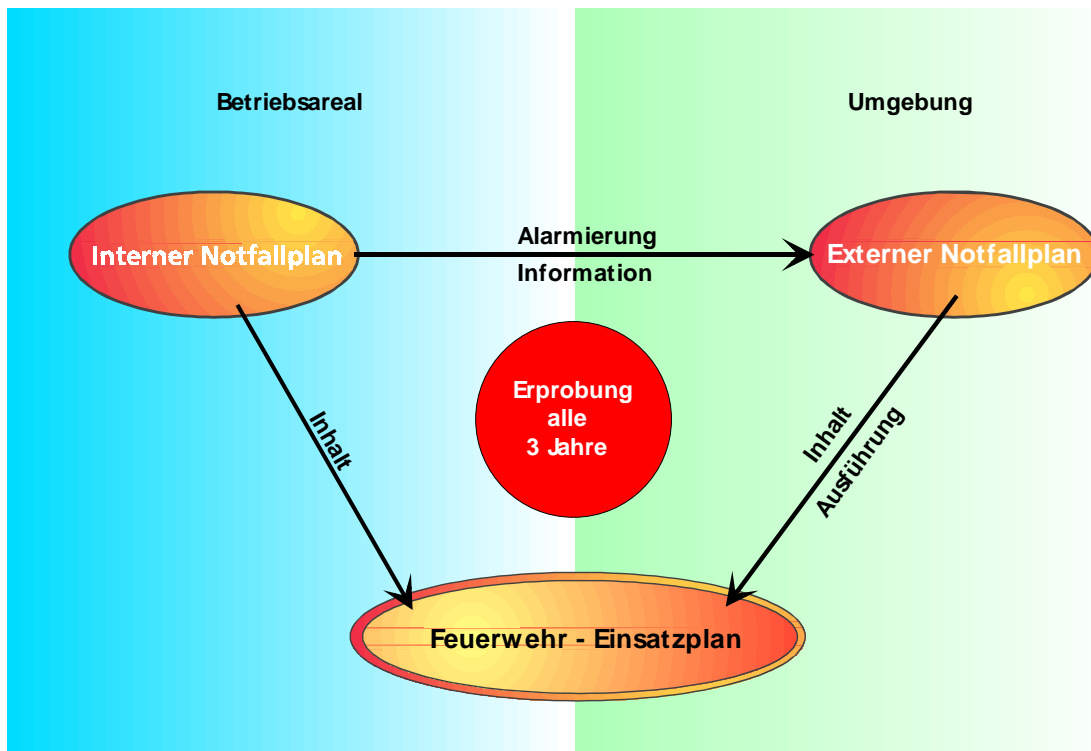 Betriebsareal
Umgebung
Interner Notfallplan
Alarmierung
Information
Externer Notfallplan
Erprobung
alle
3 Jahre
Inhalt
Inhalt
Ausführung
Feuerwehr - Einsatzplan